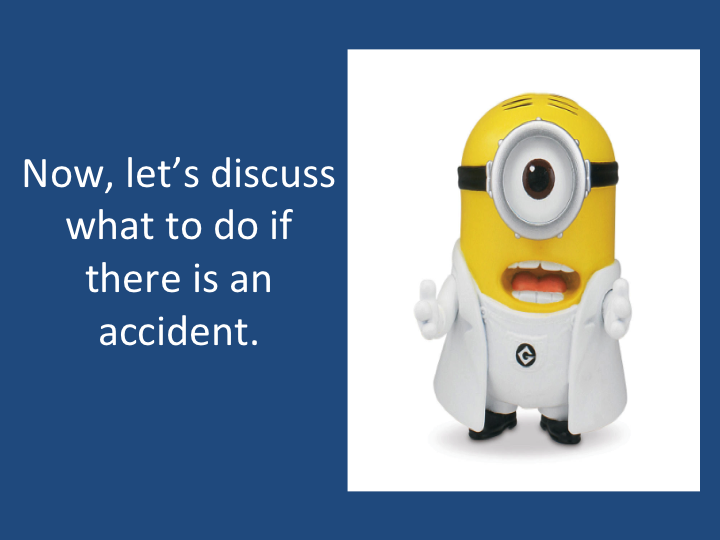 Now, let’s discuss
what to do if
there is an
accident.